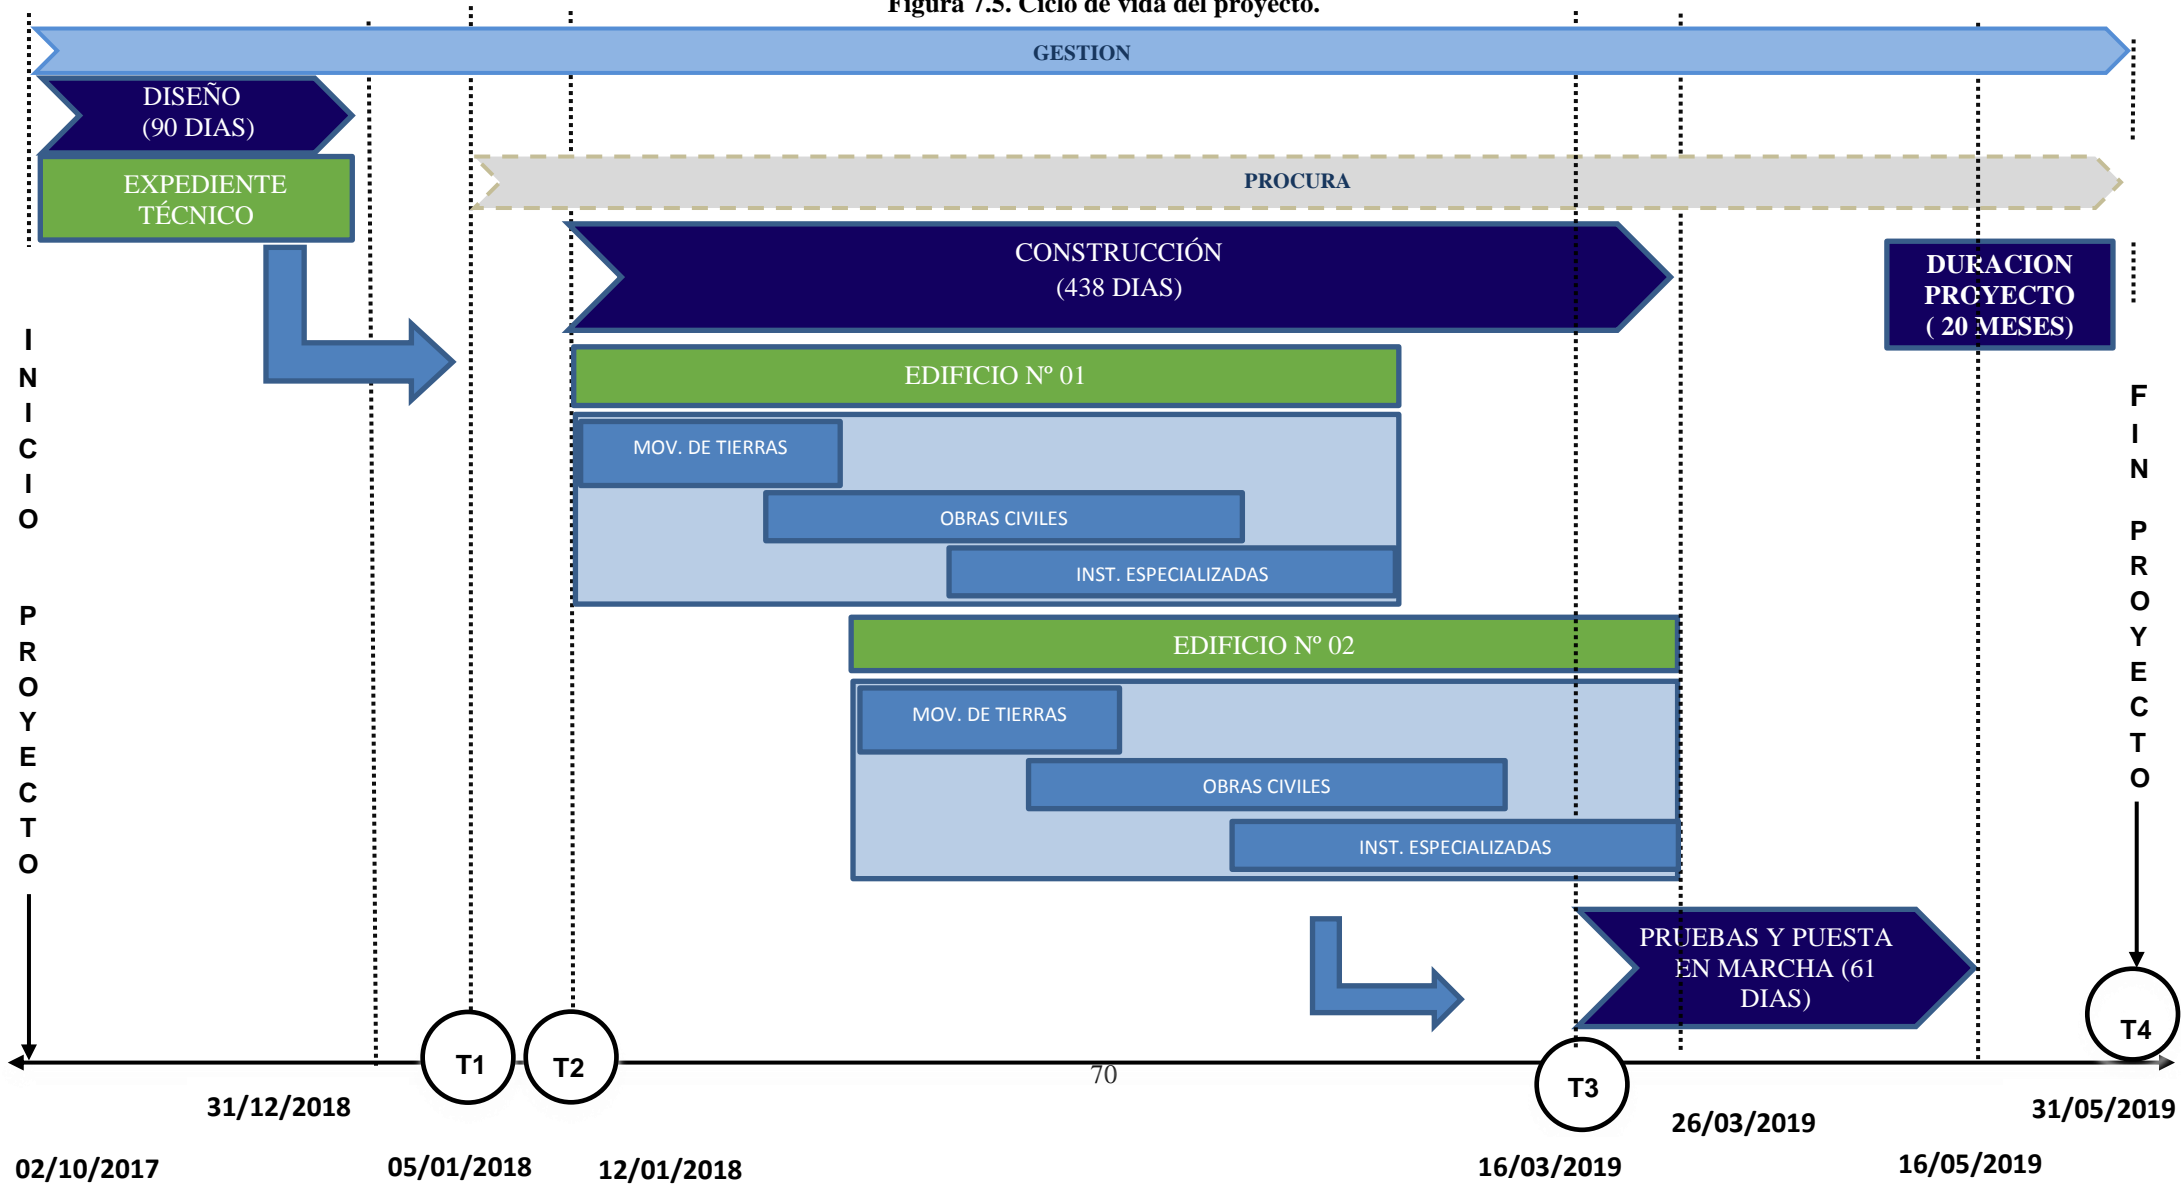 Figura 7.5. Ciclo de vida del proyecto.
GESTION
DISEÑO
(90 DIAS)
EXPEDIENTE
TÉCNICO
PROCURA
CONSTRUCCIÓN
(438 DIAS)
DURACION
PROYECTO
( 20 MESES)
INICIO PROYECTO
FIN PROYECTO
EDIFICIO Nº 01
MOV. DE TIERRAS
OBRAS CIVILES
INST. ESPECIALIZADAS
EDIFICIO Nº 02
MOV. DE TIERRAS
OBRAS CIVILES
INST. ESPECIALIZADAS
PRUEBAS Y PUESTA
EN MARCHA (61
DIAS)
T1
T2
T3
T4
70
31/12/2018
26/03/2019
31/05/2019
02/10/2017
05/01/2018
12/01/2018
16/03/2019
16/05/2019